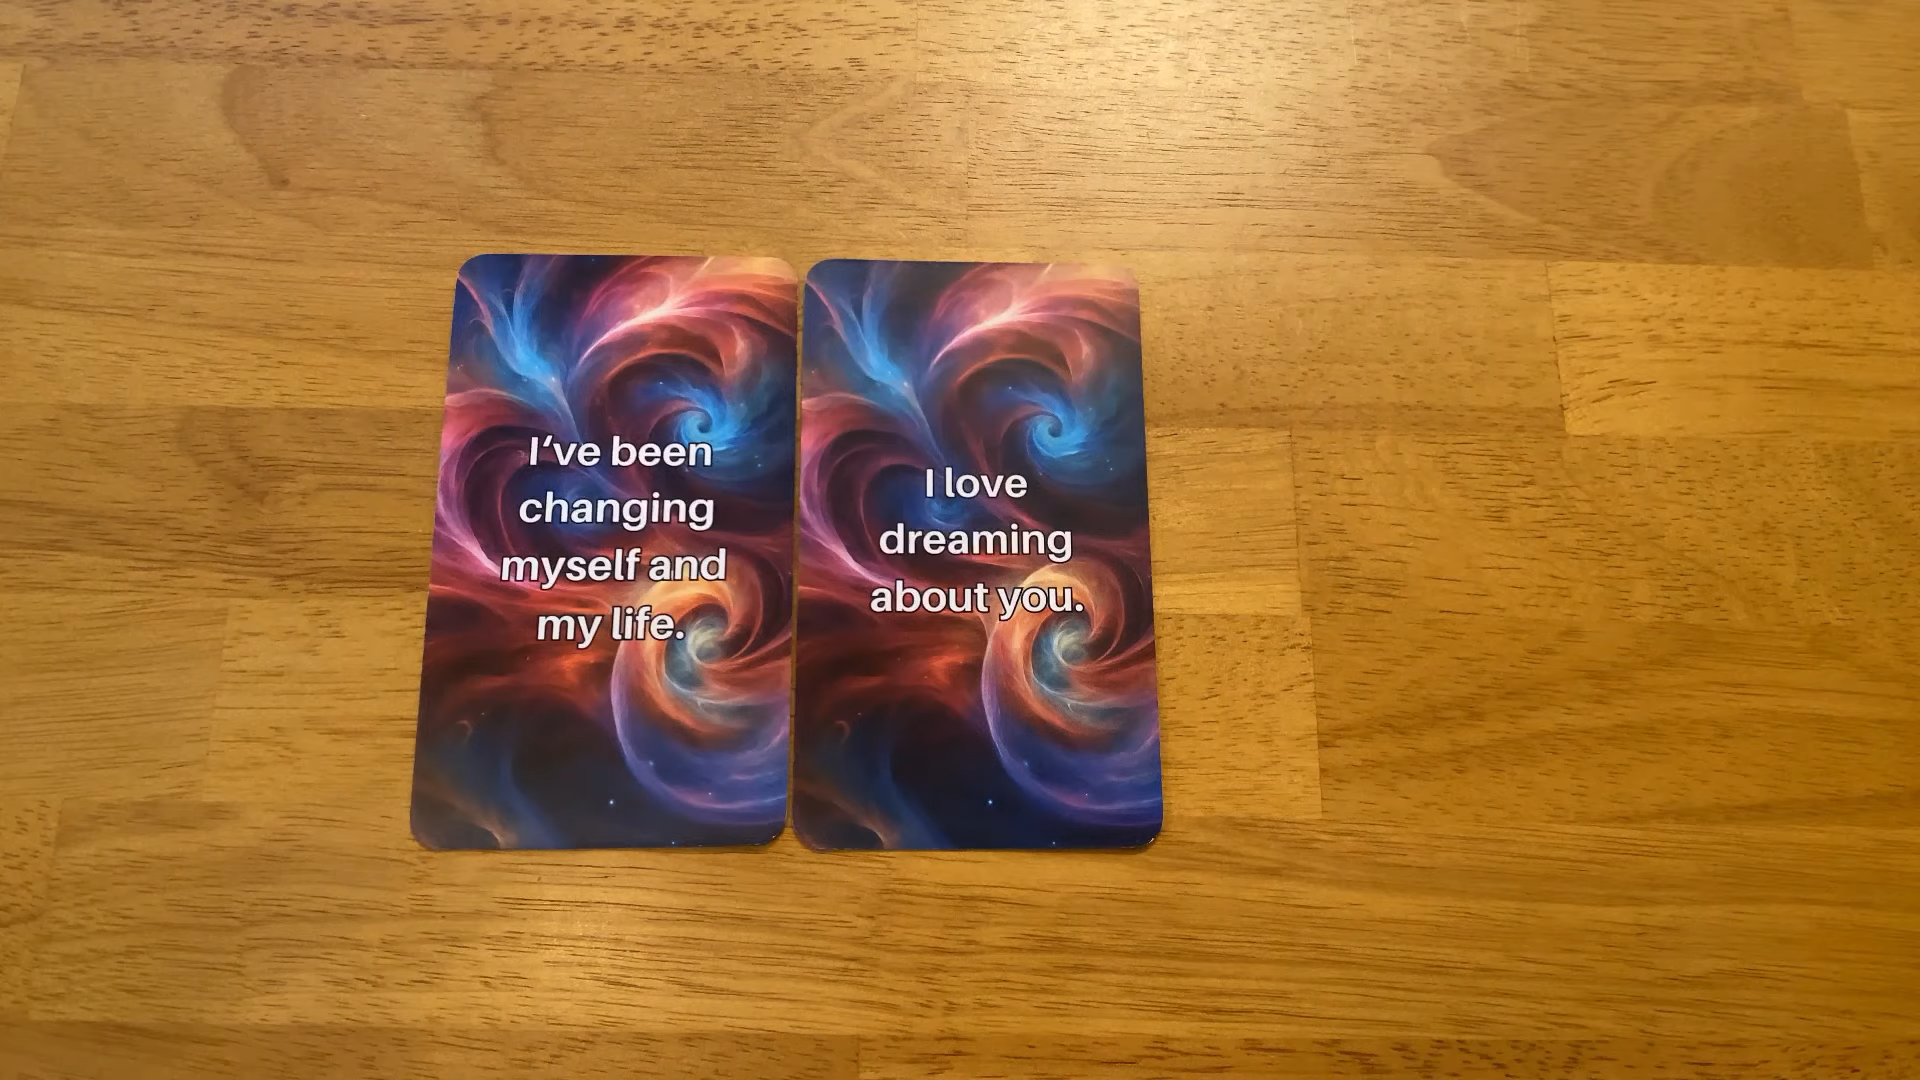 I‘ve been
changing
myself and
my life.
I love
dreaming
about you.